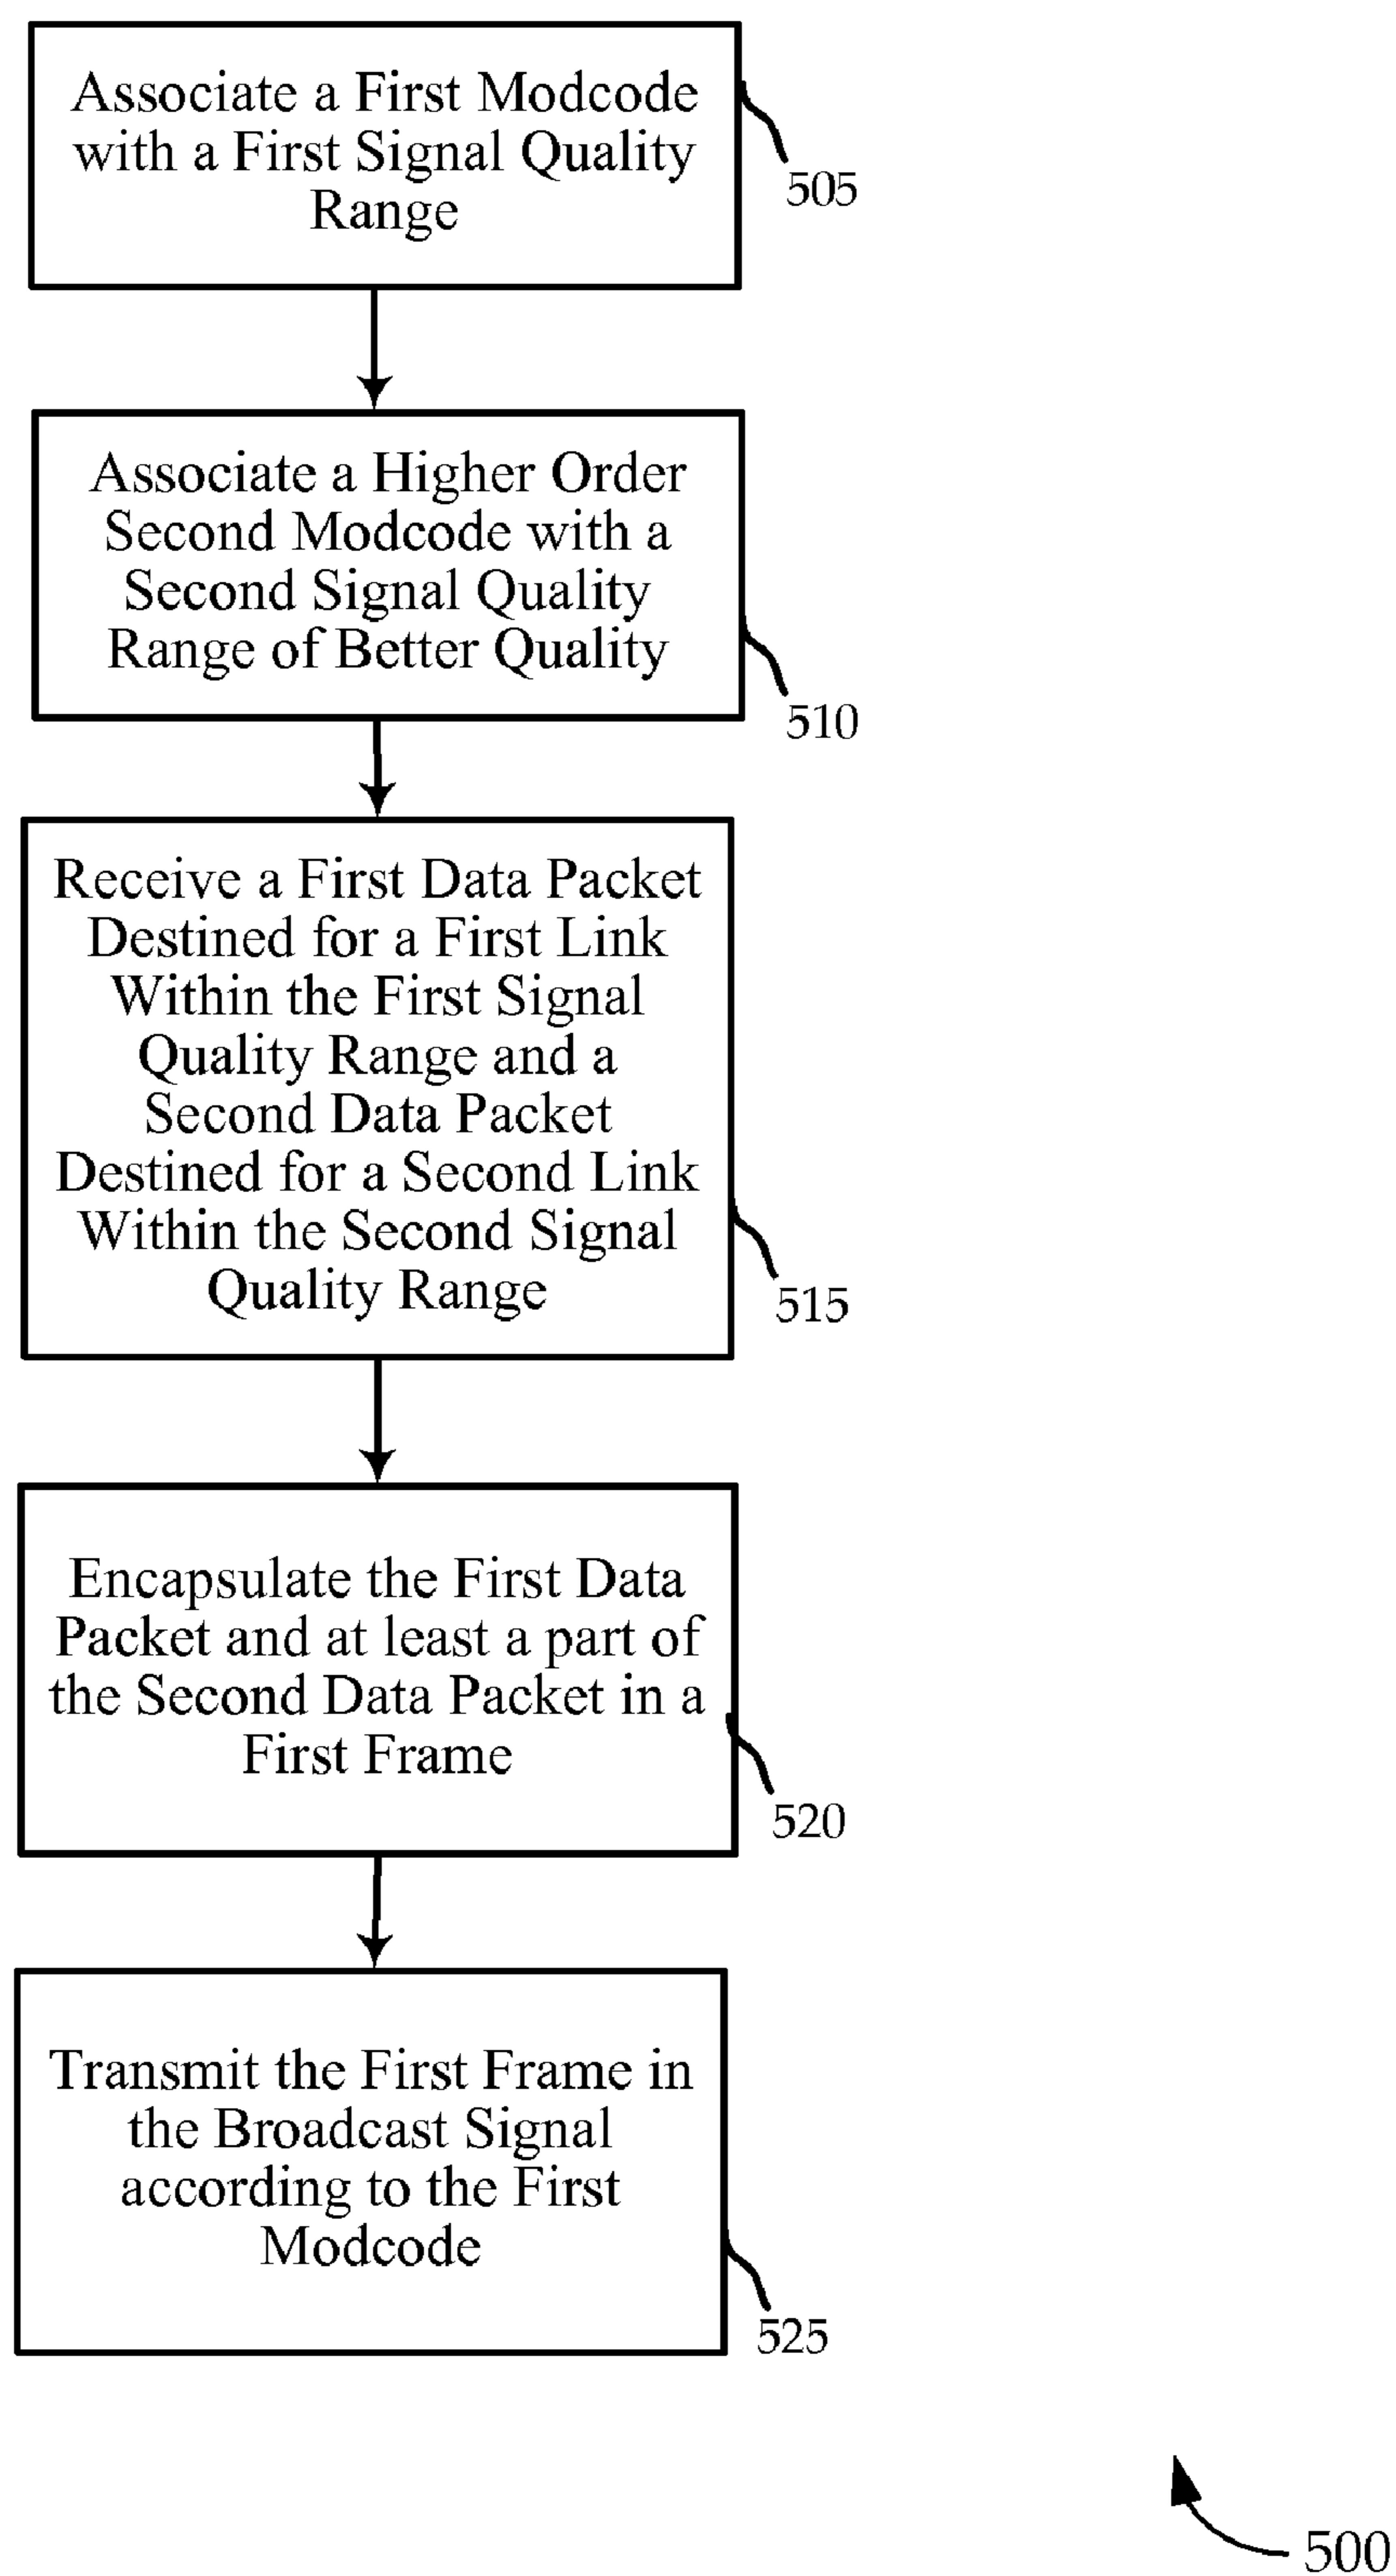 Associate a First Modcode
with a First Signal Quality
Range
505
Associate a Higher Order
Second Modcode with a
Second Signal Quality
Range of Better Quality
510
Receive a First Data Packet
Destined for a First Link
Within the First Signal
Quality Range and a
Second Data Packet
Destined for a Second Link
Within the Second Signal
Quality Range
515
Encapsulate the First Data
Packet and at least a part of
the Second Data Packet in a
First Frame
520
Transmit the First Frame in
the Broadcast Signal
according to the First
Modcode
525
500